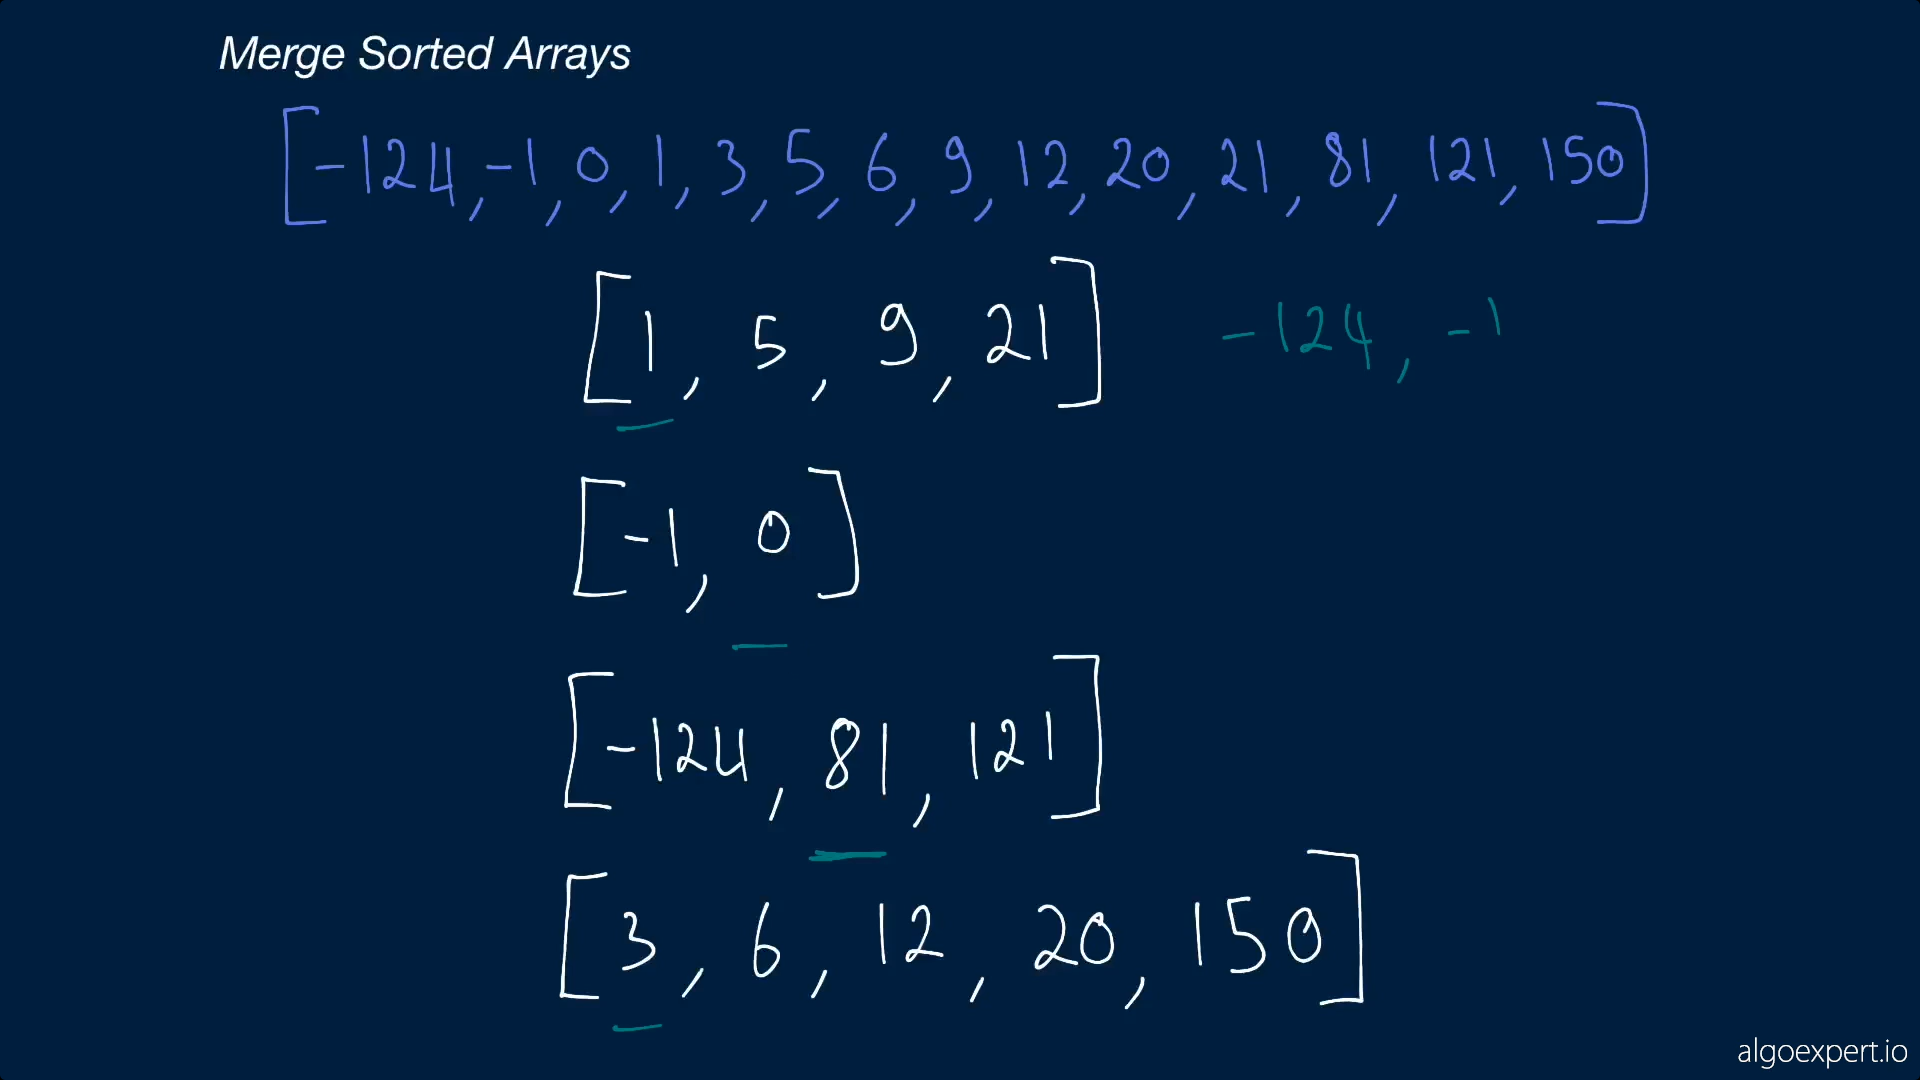 Merge Sorted Arrays
[-124, -1, 0, 1, 3, 5, 6, 9, 12, 20, 21, 81, 121, 150]
[1, 5, 9, 21] -124, -1
[-1, 0]
[-124, 81, 121]
[3, 6, 12, 20, 150]
algoexpert.io